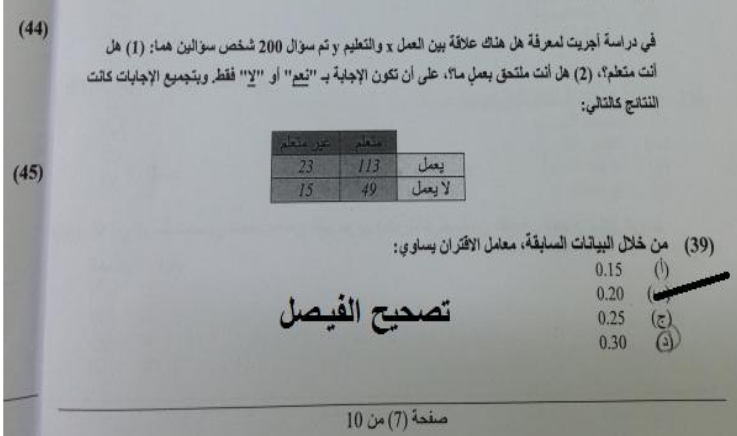 (44)
في دراسة أجريت لمعرفة هل هناك علاقة بين العمل x والتعليم y تم سؤال 200 شخص سؤالين هما: (1) هل
أنت متعلم؟، (2) هل أنت ملتحق بعملٍ ما؟، على أن تكون الإجابة بـ "نعم" أو "لا" فقط. وبتجميع الإجابات كانت
النتائج كالتالي:
متعلم غير متعلم
(45)
يعمل 113 23
لا يعمل 49 15
(39) من خلال البيانات السابقة، معامل الاقتران يساوي:
(أ) 0.15
0.20
(ج) 0.25
(د) 0.30
تصحيح الفيصل
صفحة (7) من 10